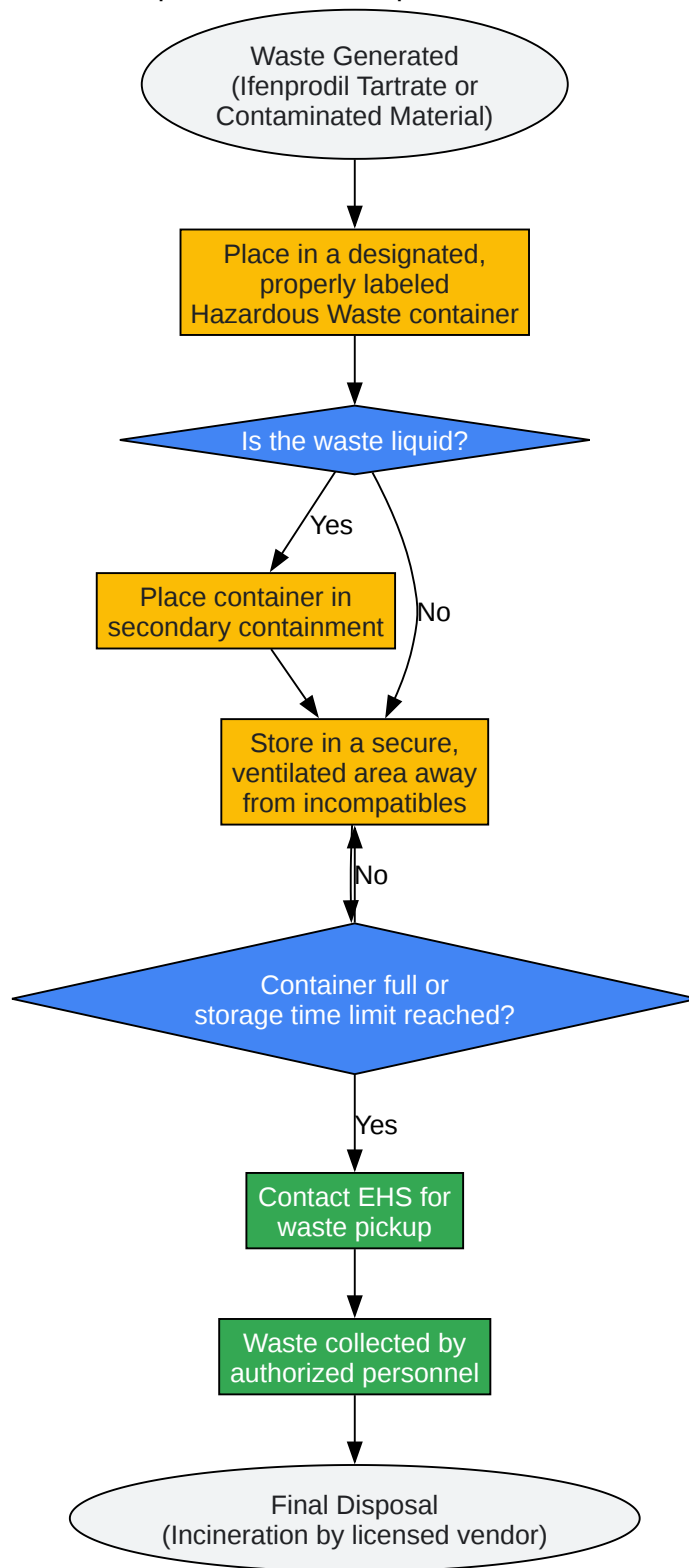 Waste Generated
(Ifenprodil Tartrate or
Contaminated Material)
Place in a designated,
properly labeled
Hazardous Waste container
Is the waste liquid?
Yes
Place container in
secondary containment
No
Store in a secure,
ventilated area away
from incompatibles
No
Container full or
storage time limit reached?
Yes
Contact EHS for
waste pickup
Waste collected by
authorized personnel
Final Disposal
(Incineration by licensed vendor)